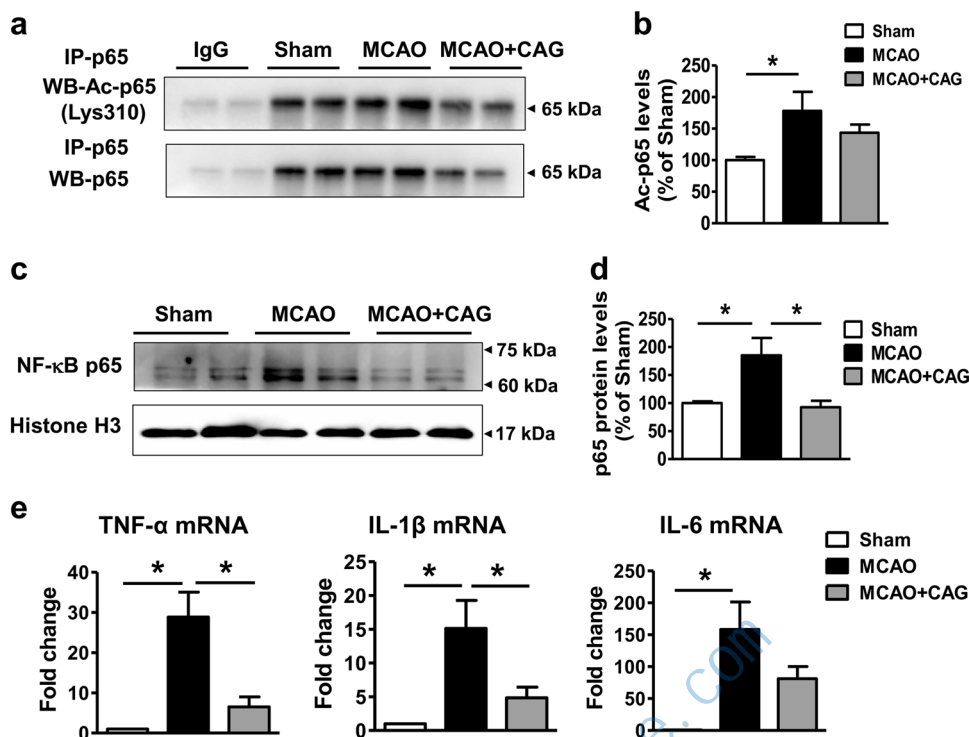 a
IP-p65
WB-Ac-p65
(Lys310)
IP-p65
WB-p65
IgG Sham MCAO MCAO+CAG
65 kDa
65 kDa
b
Sham
MCAO
MCAO+CAG
Ac-p65 levels
(% of Sham)
250
200
150
100
50
0
*
c
Sham MCAO MCAO+CAG
NF-κB p65
75 kDa
60 kDa
Histone H3
17 kDa
d
Sham
MCAO
MCAO+CAG
p65 protein levels
(% of Sham)
250
200
150
100
50
0
* *
e
TNF-α mRNA
Fold change
40
30
20
10
0
* *
IL-1β mRNA
Fold change
25
20
15
10
5
0
* *
IL-6 mRNA
Fold change
250
200
150
100
50
0
*
Sham
MCAO
MCAO+CAG